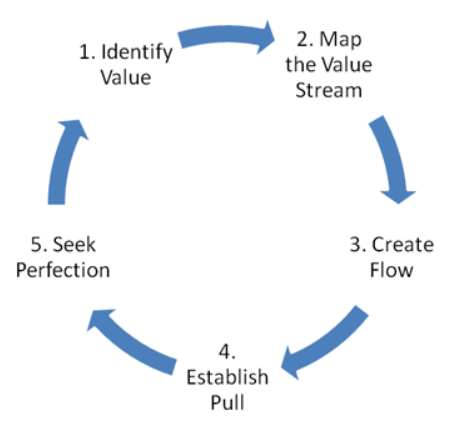 1. Identify
Value
2. Map
the Value
Stream
3. Create
Flow
4.
Establish
Pull
5. Seek
Perfection